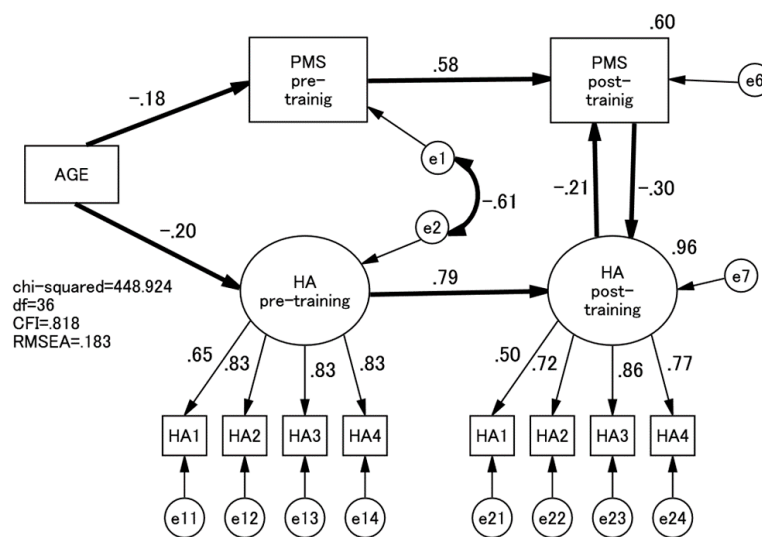 .60
PMS
pre-
trainig
.58
PMS
post-
trainig
e6
-.18
AGE
e1
-.61
e2
-.21
-.30
-.20
.96
HA
pre-training
.79
HA
post-
training
e7
chi-squared=448.924
df=36
CFI=.818
RMSEA=.183
.65
.83
.83
.83
.50
.72
.86
.77
HA1
HA2
HA3
HA4
HA1
HA2
HA3
HA4
e11
e12
e13
e14
e21
e22
e23
e24